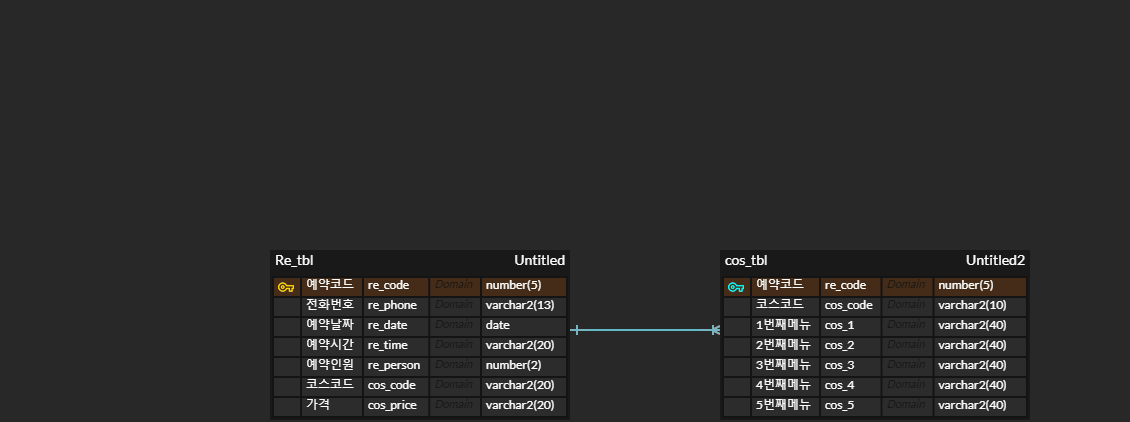 Re_tbl Untitled
예약코드 re_code Domain number(5)
전화번호 re_phone Domain varchar2(13)
예약날짜 re_date Domain date
예약시간 re_time Domain varchar2(20)
예약인원 re_person Domain number(2)
코스코드 cos_code Domain varchar2(20)
가격 cos_price Domain varchar2(20)
cos_tbl Untitled2
예약코드 re_code Domain number(5)
코스코드 cos_code Domain varchar2(10)
1번째메뉴 cos_1 Domain varchar2(40)
2번째메뉴 cos_2 Domain varchar2(40)
3번째메뉴 cos_3 Domain varchar2(40)
4번째메뉴 cos_4 Domain varchar2(40)
5번째메뉴 cos_5 Domain varchar2(40)